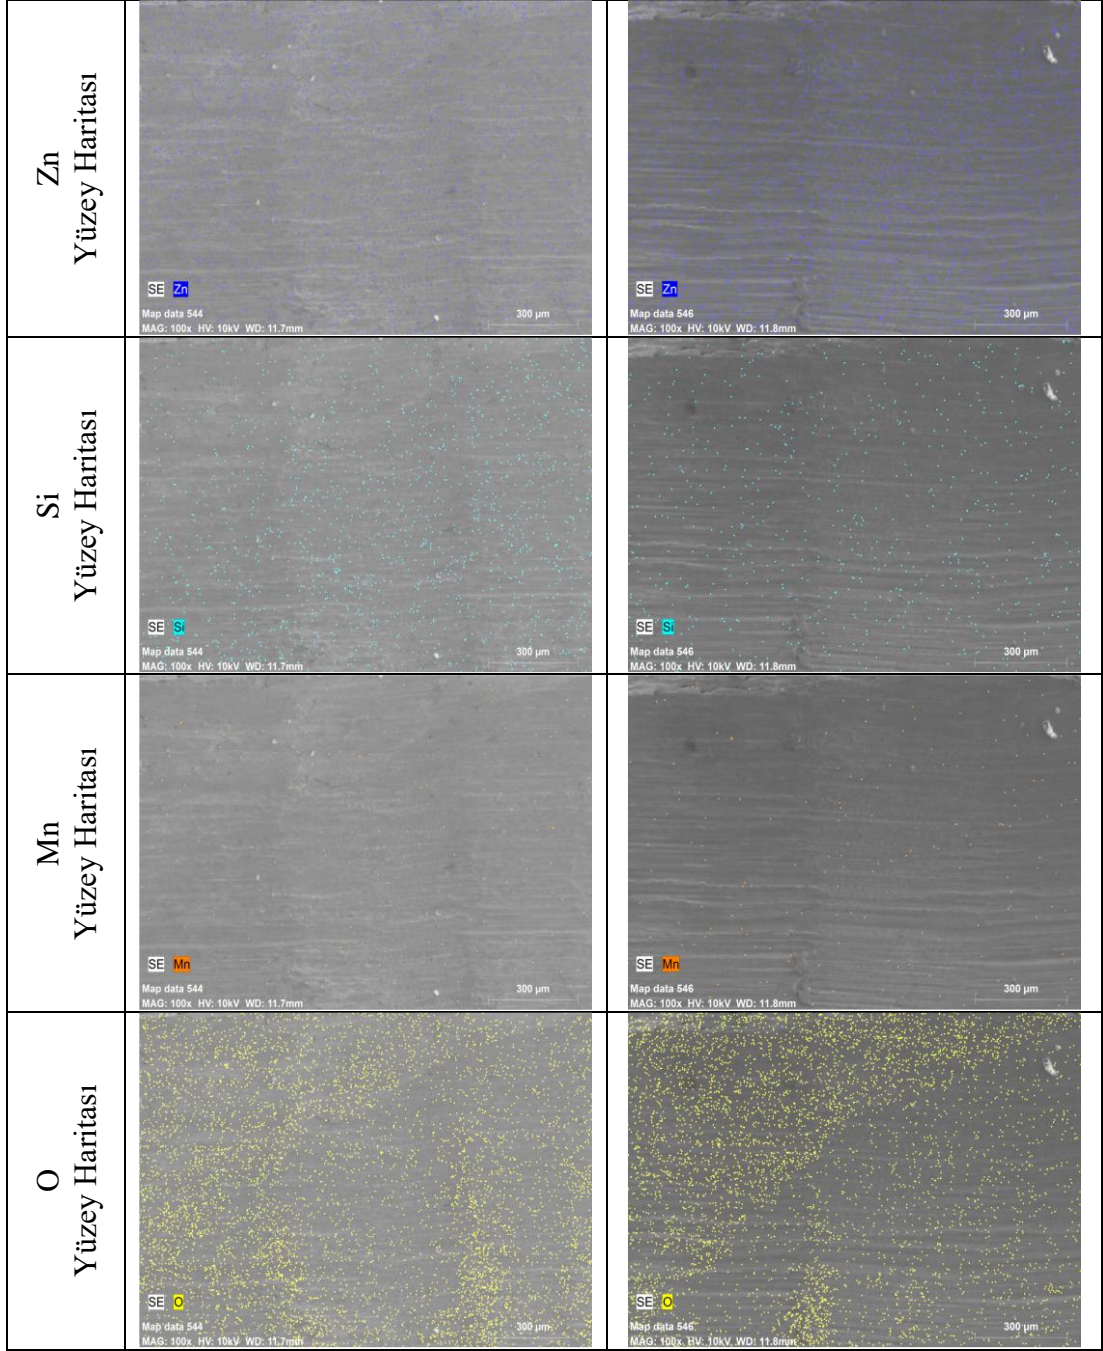 Zn
Yüzey Haritası
SE Zn
Map data 544
MAG: 100x HV: 10kV WD: 11.7mm
300 µm
SE Zn
Map data 546
MAG: 100x HV: 10kV WD: 11.8mm
300 µm
Si
Yüzey Haritası
SE Si
Map data 544
MAG: 100x HV: 10kV WD: 11.7mm
300 µm
SE Si
Map data 546
MAG: 100x HV: 10kV WD: 11.8mm
300 µm
Mn
Yüzey Haritası
SE Mn
Map data 544
MAG: 100x HV: 10kV WD: 11.7mm
300 µm
SE Mn
Map data 546
MAG: 100x HV: 10kV WD: 11.8mm
300 µm
O
Yüzey Haritası
SE O
Map data 544
MAG: 100x HV: 10kV WD: 11.7mm
300 µm
SE O
Map data 546
MAG: 100x HV: 10kV WD: 11.8mm
300 µm